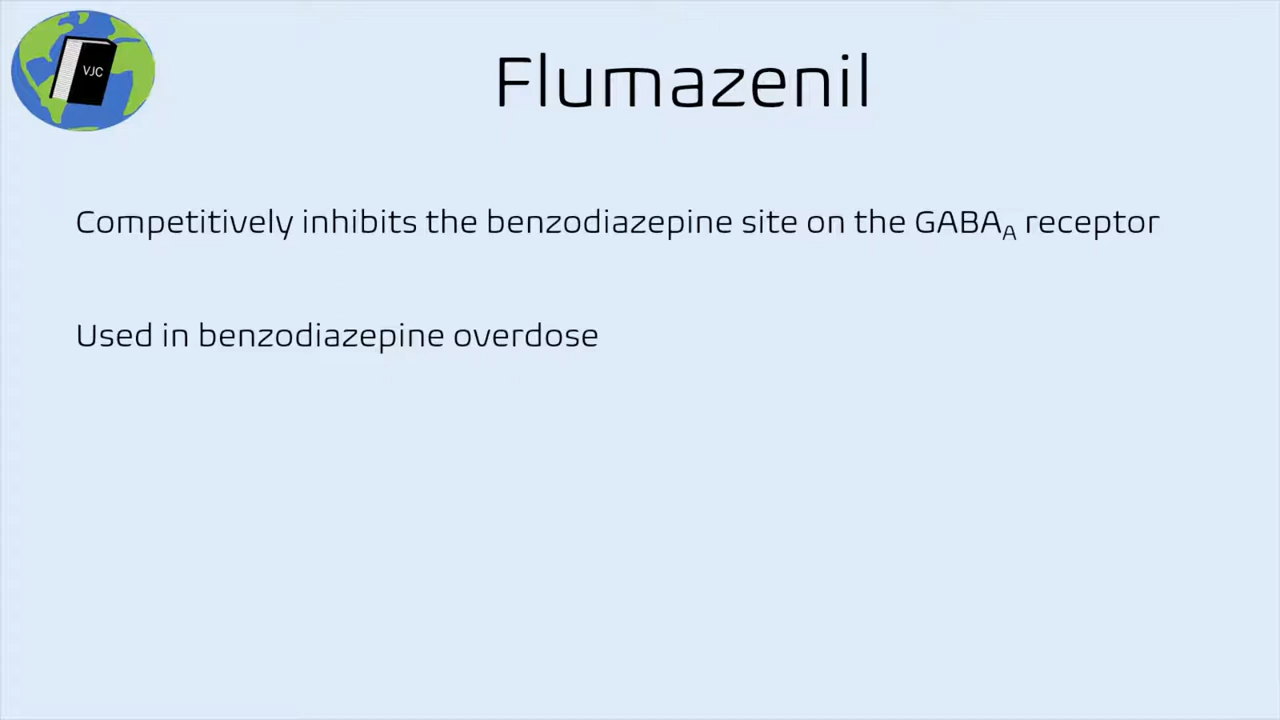 VJC
Flumazenil
Competitively inhibits the benzodiazepine site on the GABA_A receptor
Used in benzodiazepine overdose